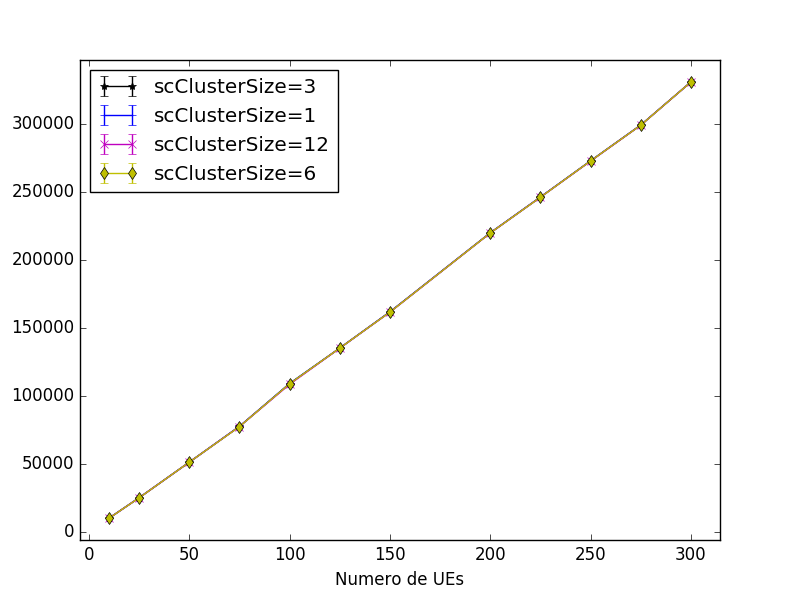 scClusterSize=3
scClusterSize=1
scClusterSize=12
scClusterSize=6
300000
250000
200000
150000
100000
50000
0
0 50 100 150 200 250 300
Numero de UEs